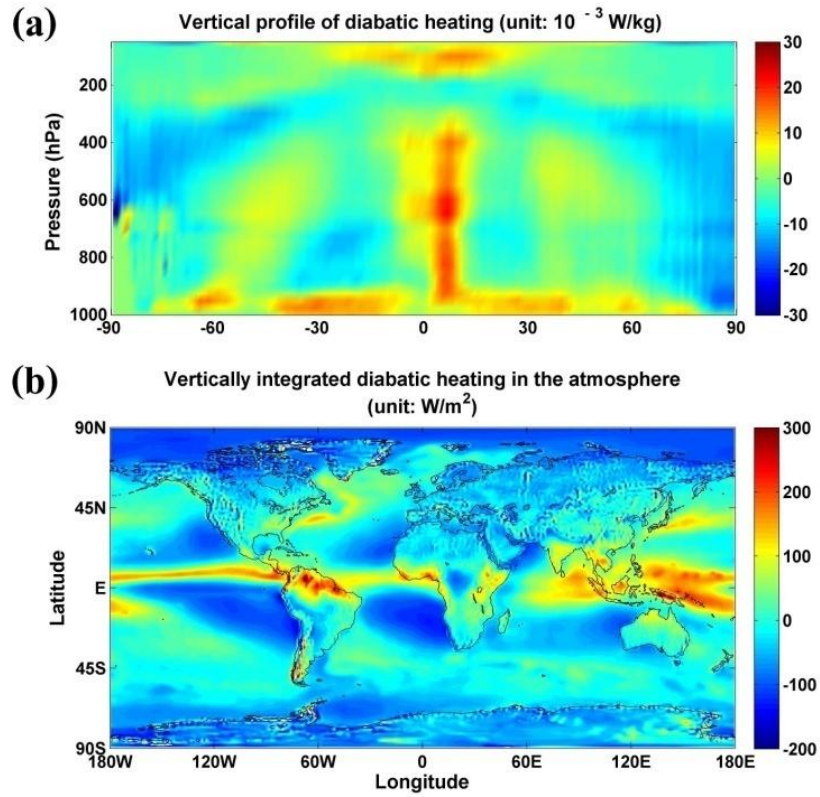 (a)
Vertical profile of diabatic heating (unit: 10 ⁻³ W/kg)
Pressure (hPa)
200
400
600
800
1000
-90
-60
-30
0
30
60
90
30
20
10
0
-10
-20
-30
(b)
Vertically integrated diabatic heating in the atmosphere
(unit: W/m²)
Latitude
90N
45N
E
45S
90S
180W
120W
60W
0
60E
120E
180E
Longitude
300
200
100
0
-100
-200